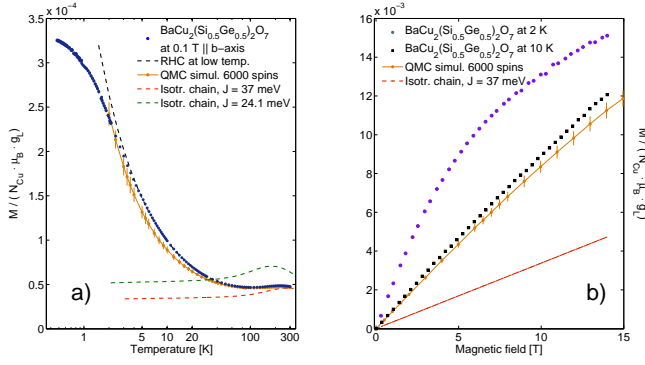 x 10⁻⁴
BaCu₂(Si₀.₅Ge₀.₅)₂O₇
at 0.1 T || b-axis
RHC at low temp.
QMC simul. 6000 spins
Isotr. chain, J = 37 meV
Isotr. chain, J = 24.1 meV
3.5
3
2.5
2
1.5
1
0.5
0
M / ( N_Cu · μ_B · g_L )
a)
1
5
10
20
100
300
Temperature [K]
x 10⁻³
BaCu₂(Si₀.₅Ge₀.₅)₂O₇ at 2 K
BaCu₂(Si₀.₅Ge₀.₅)₂O₇ at 10 K
QMC simul. 6000 spins
Isotr. chain, J = 37 meV
16
14
12
10
8
6
4
2
0
M / ( N_Cu · μ_B · g_L )
b)
0
5
10
15
Magnetic field [T]